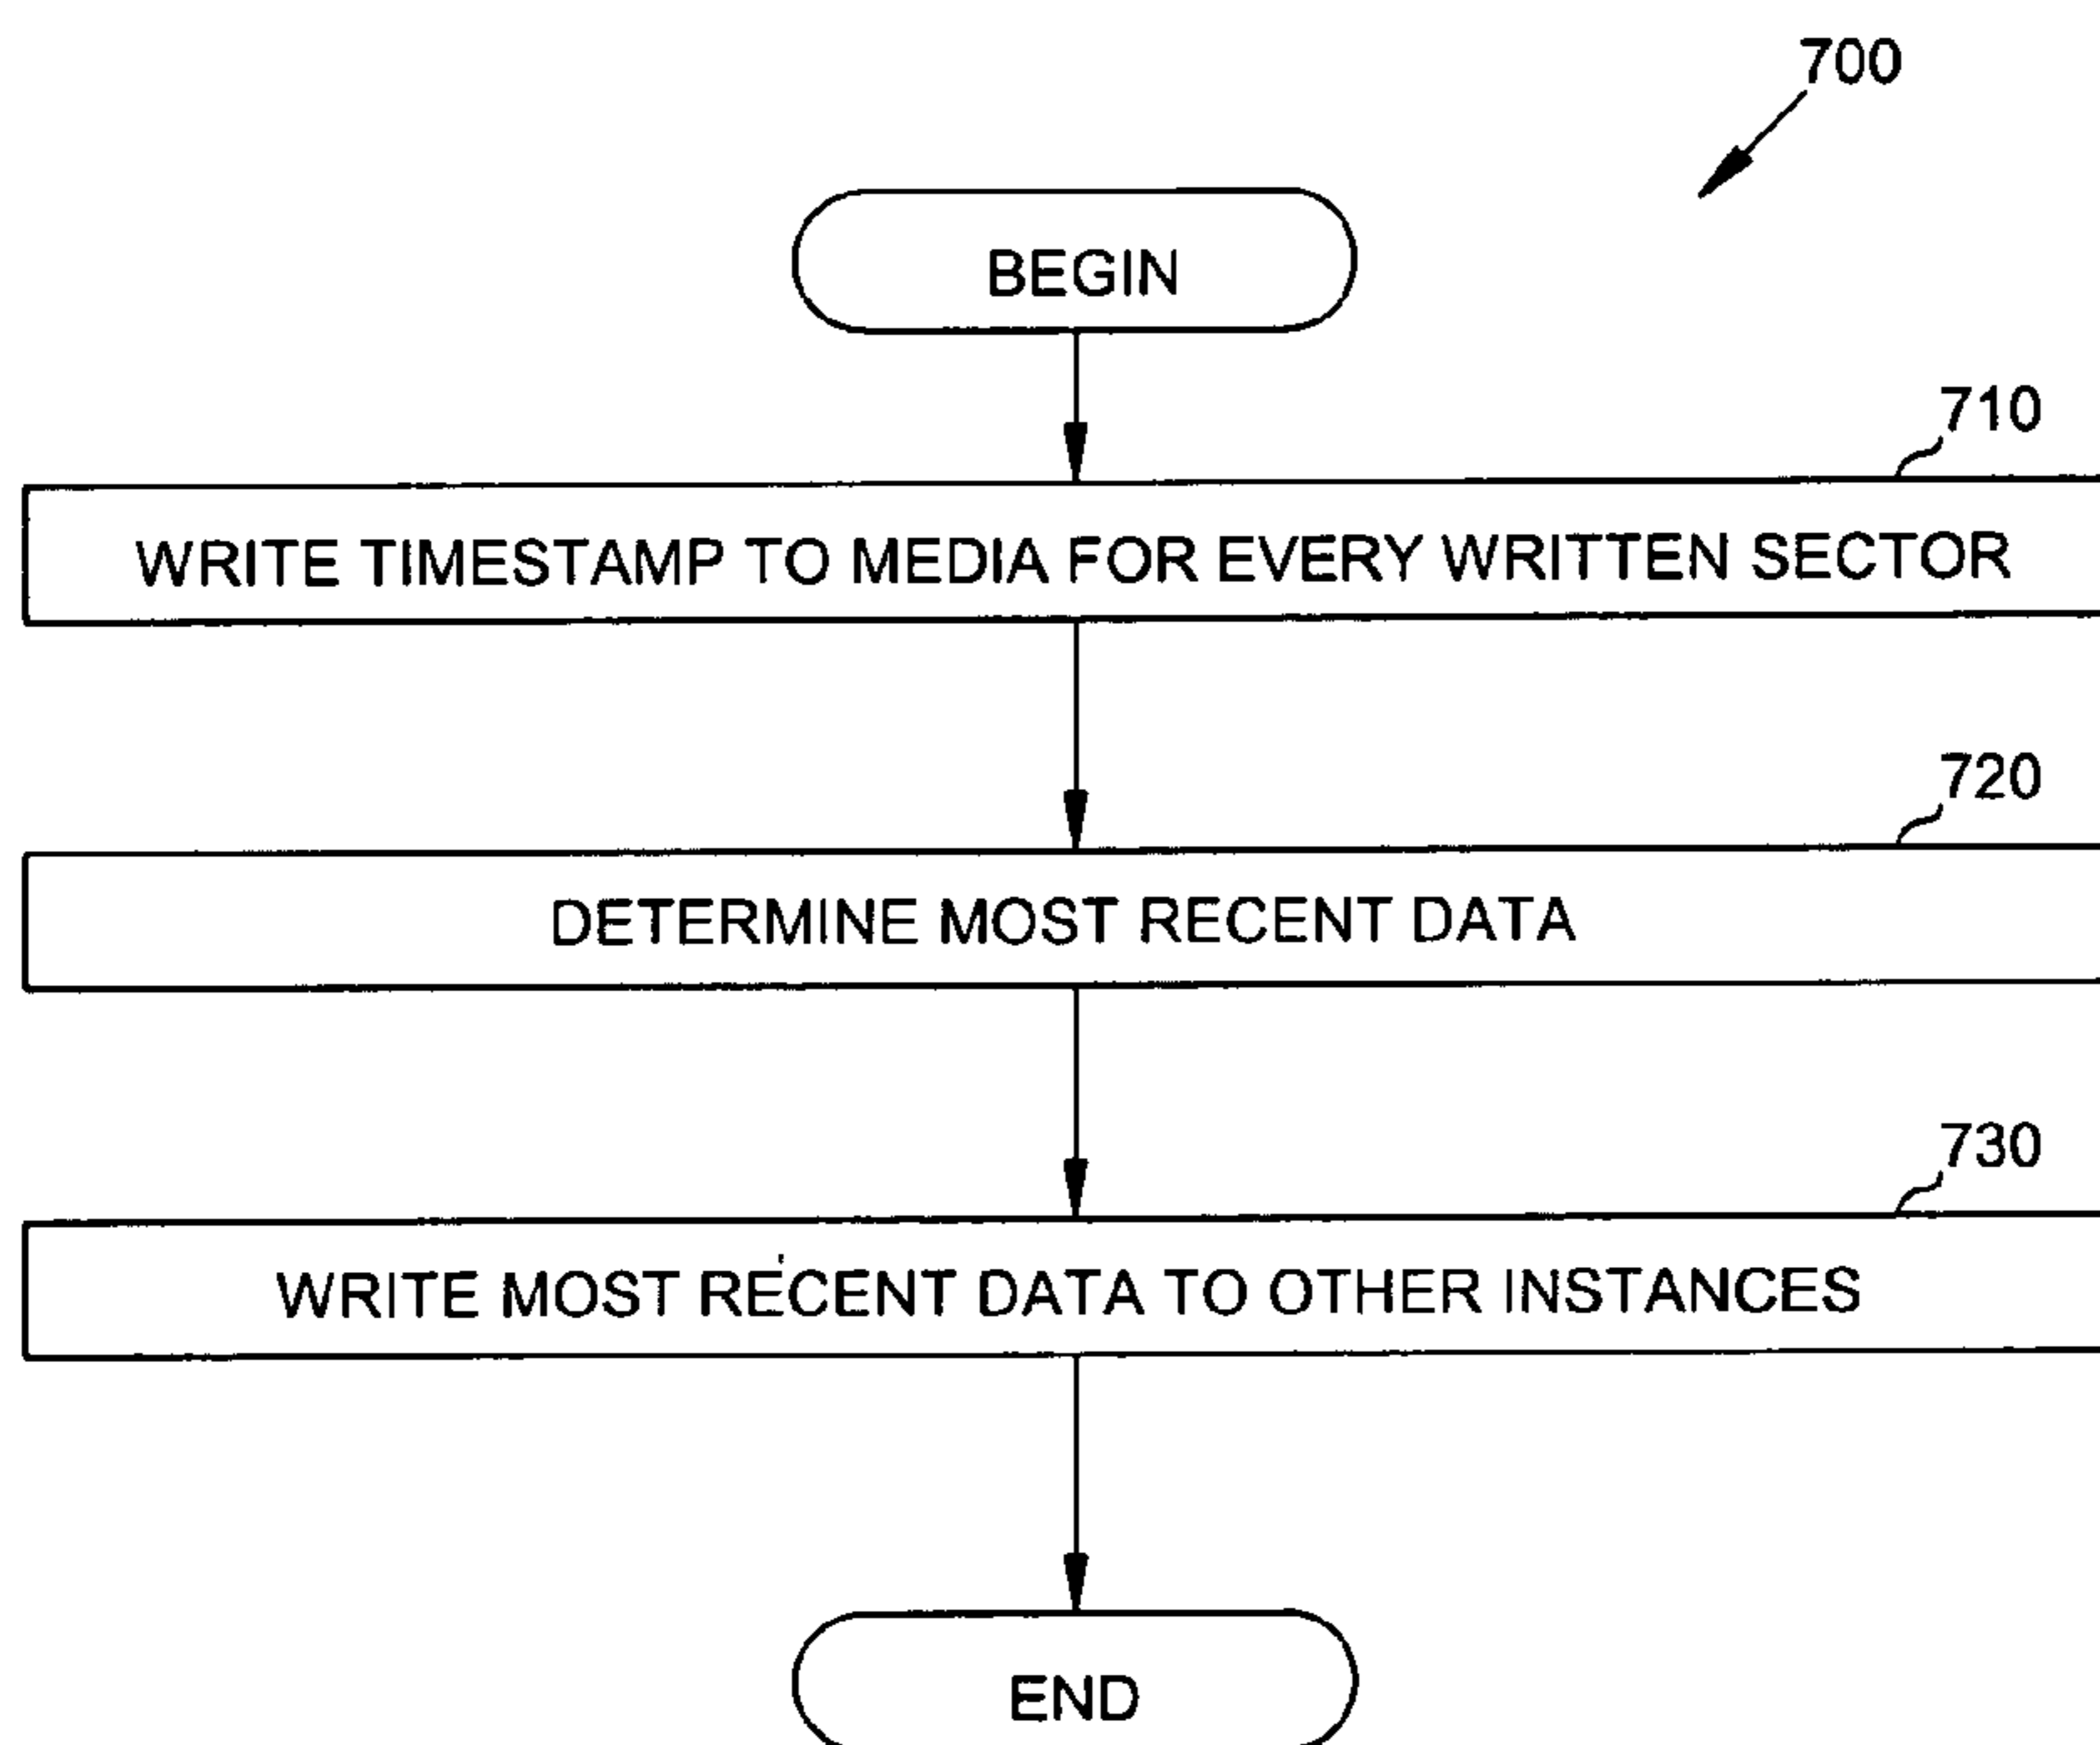 700
BEGIN
710
WRITE TIMESTAMP TO MEDIA FOR EVERY WRITTEN SECTOR
720
DETERMINE MOST RECENT DATA
730
WRITE MOST RECENT DATA TO OTHER INSTANCES
END